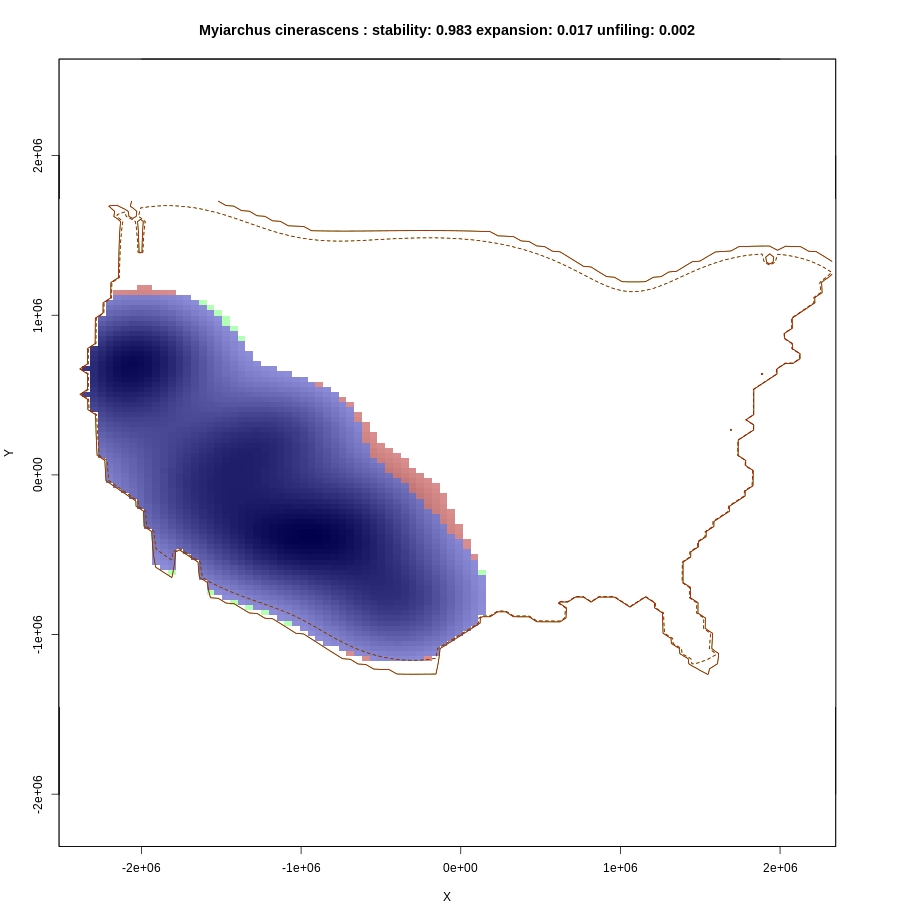 Myiarchus cinerascens : stability: 0.983 expansion: 0.017 unfiling: 0.002
2e+06
1e+06
0e+00
-1e+06
-2e+06
Y
-2e+06 -1e+06 0e+00 1e+06 2e+06
X